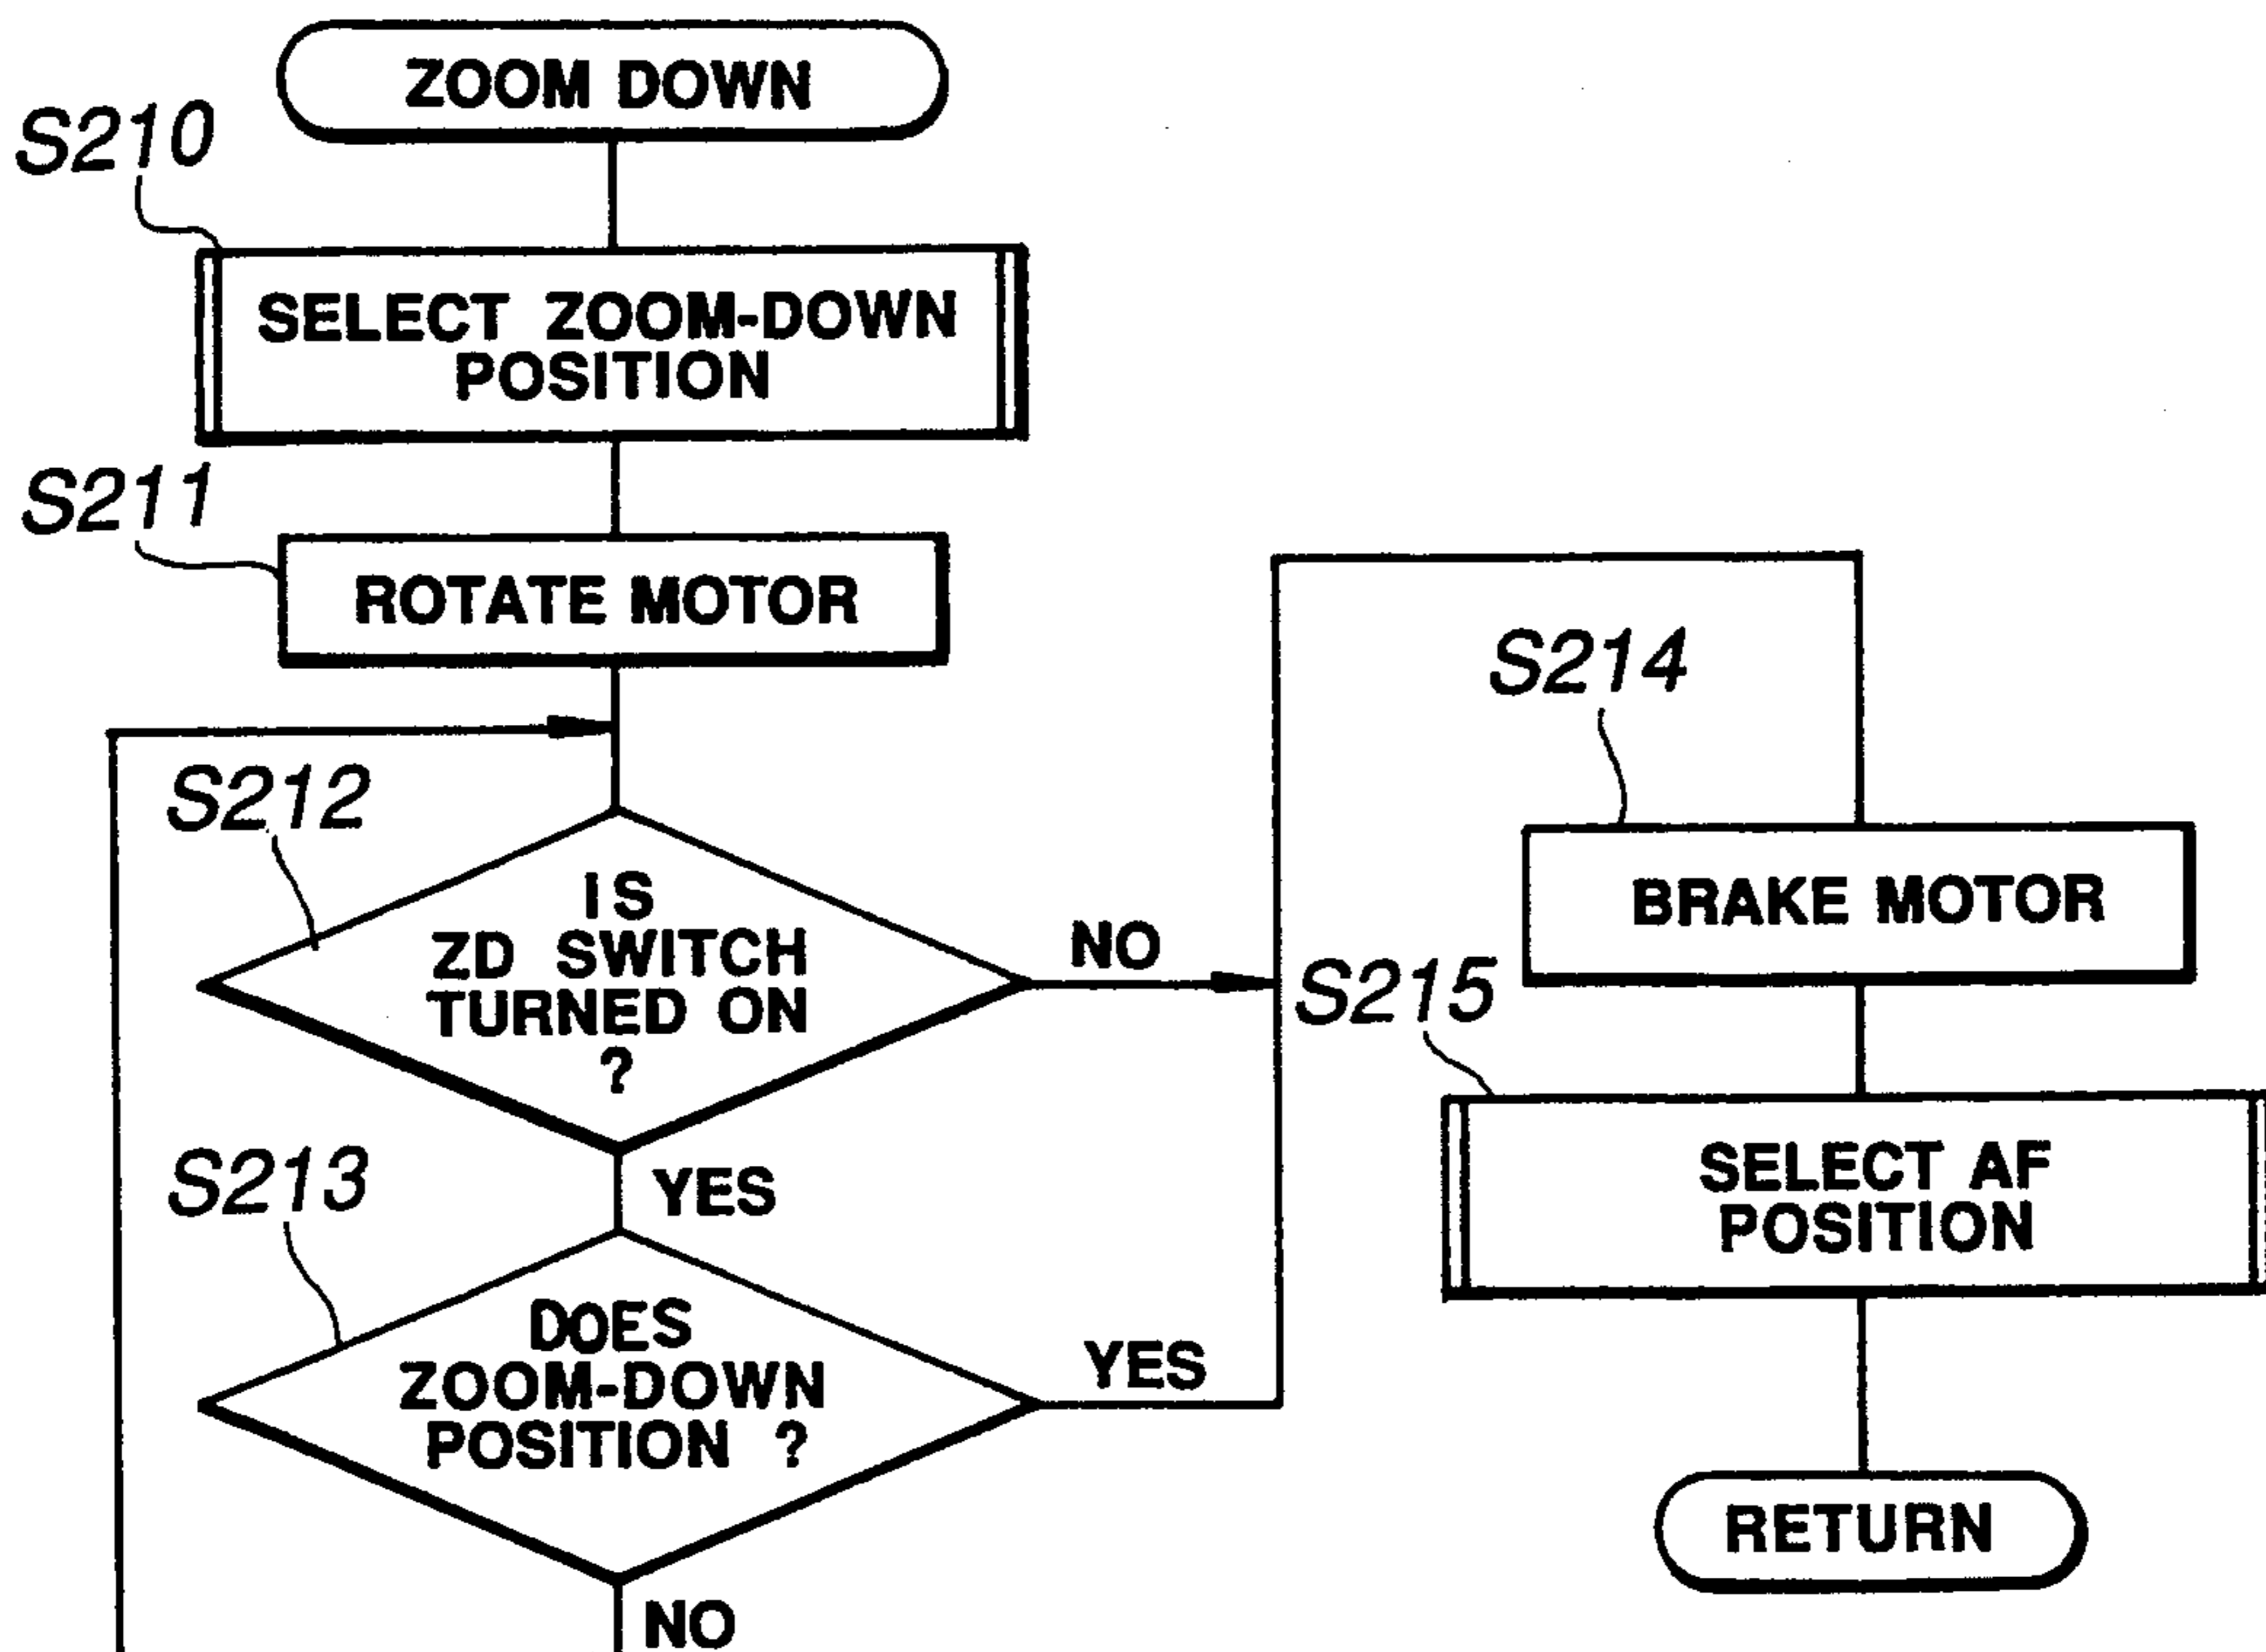 ZOOM DOWN
S210
SELECT ZOOM-DOWN
POSITION
S211
ROTATE MOTOR
S212
IS
ZD SWITCH
TURNED ON
?
NO
YES
S213
DOES
ZOOM-DOWN
POSITION ?
YES
NO
S214
BRAKE MOTOR
S215
SELECT AF
POSITION
RETURN